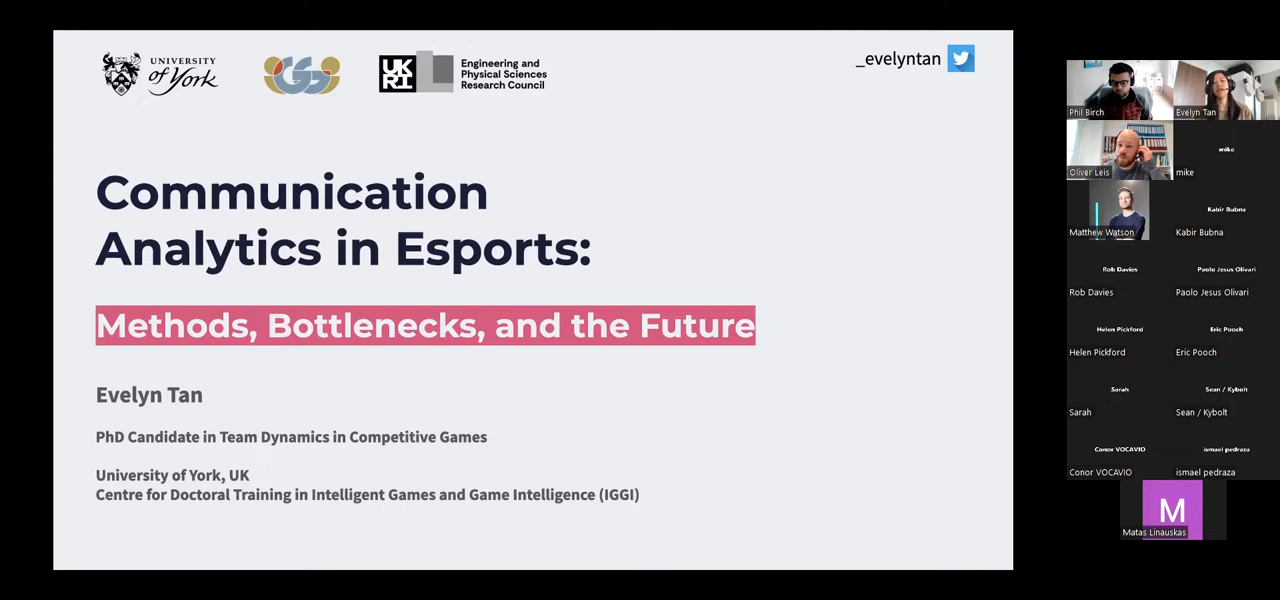 UNIVERSITY
of York
UK
RI
Engineering and
Physical Sciences
Research Council
_evelyntan
Communication
Analytics in Esports:
Methods, Bottlenecks, and the Future
Evelyn Tan
PhD Candidate in Team Dynamics in Competitive Games
University of York, UK
Centre for Doctoral Training in Intelligent Games and Game Intelligence (IGGI)
Phil Birch
Evelyn Tan
Oliver Leis
mike
mike
Matthew Watson
Kabir Bubna
Kabir Bubna
Rob Davies
Rob Davies
Paolo Jesus Olivari
Paolo Jesus Olivari
Helen Pickford
Helen Pickford
Eric Pooch
Eric Pooch
Sarah
Sarah
Sean / Kybolt
Sean / Kybolt
Conor VOCAVIO
Conor VOCAVIO
ismael pedraza
ismael pedraza
M
Matas Linauskas